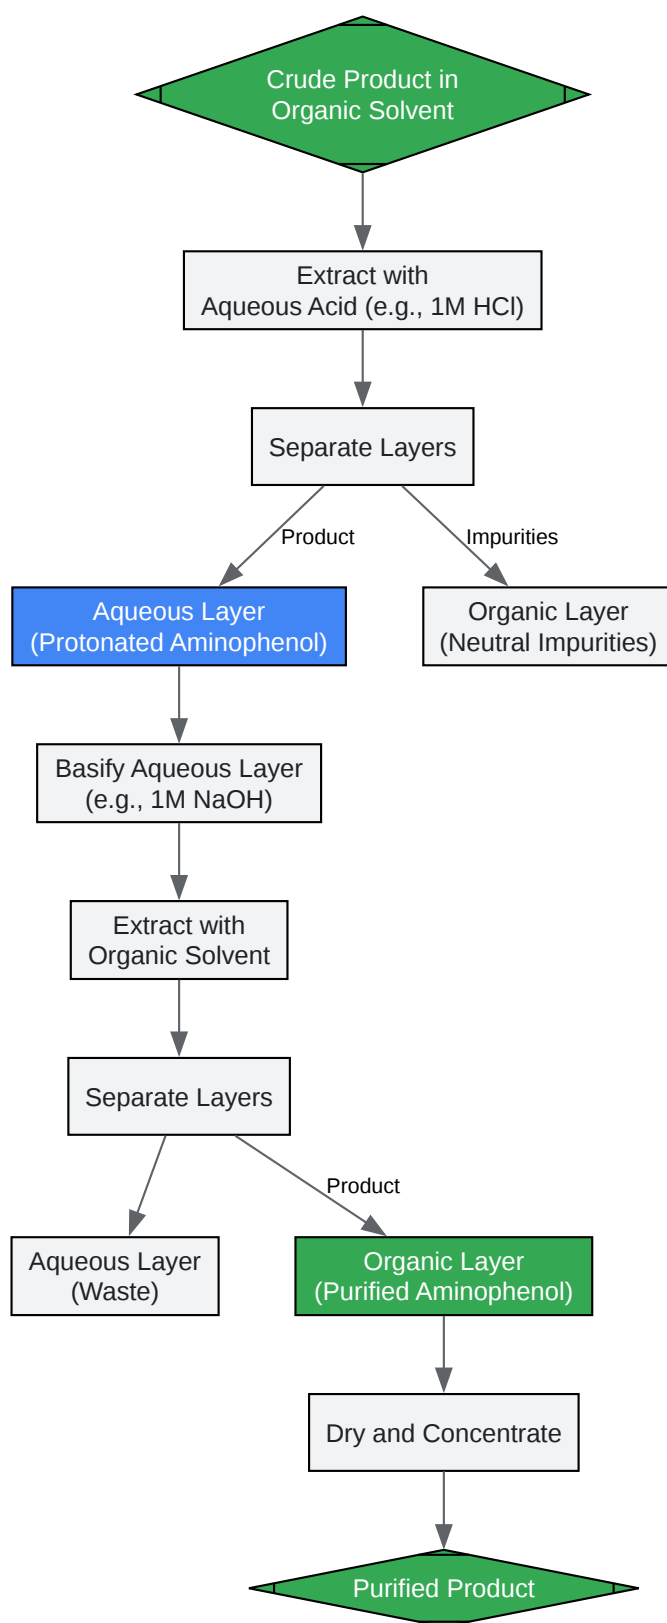 Crude Product in
Organic Solvent
Extract with
Aqueous Acid (e.g., 1M HCl)
Separate Layers
Product
Impurities
Aqueous Layer
(Protonated Aminophenol)
Organic Layer
(Neutral Impurities)
Basify Aqueous Layer
(e.g., 1M NaOH)
Extract with
Organic Solvent
Separate Layers
Product
Aqueous Layer
(Waste)
Organic Layer
(Purified Aminophenol)
Dry and Concentrate
Purified Product